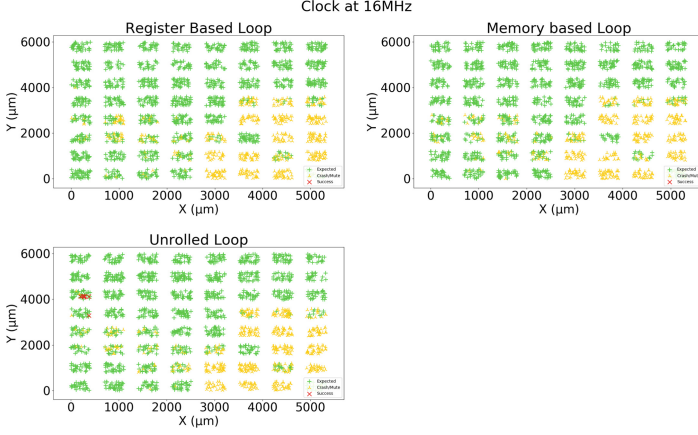 Clock at 16MHz
Register Based Loop
Memory based Loop
Y (µm)
6000
4000
2000
0
0 1000 2000 3000 4000 5000
X (µm)
Expected
Crash/Mute
Success
Y (µm)
6000
4000
2000
0
0 1000 2000 3000 4000 5000
X (µm)
Expected
Crash/Mute
Success
Unrolled Loop
Y (µm)
6000
4000
2000
0
0 1000 2000 3000 4000 5000
X (µm)
Expected
Crash/Mute
Success